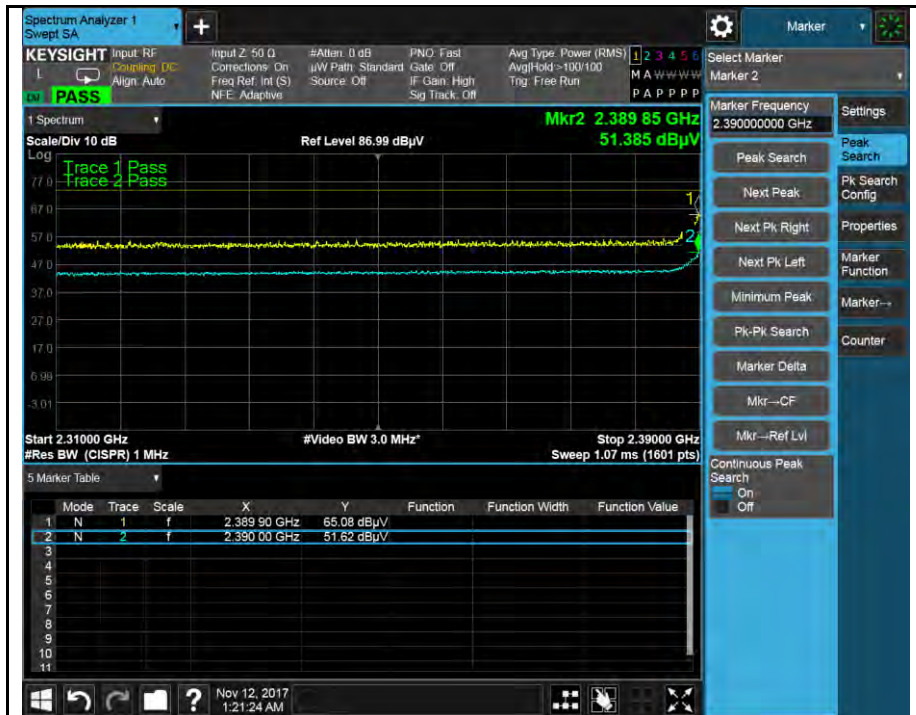 Spectrum Analyzer 1
Swept SA
+
Marker
KEYSIGHT
L
PASS
Input: RF
Coupling: DC
Align: Auto
Input Z: 50 Ω
Corrections: On
Freq Ref: Int (S)
NFE: Adaptive
#Atten: 0 dB
µW Path: Standard
Source: Off
PNO: Fast
Gate: Off
IF Gain: High
Sig Track: Off
Avg Type: Power (RMS)
Avg|Hold:>100/100
Trig: Free Run
1 2 3 4 5 6
M A W W W W
P A P P P P
Select Marker
Marker 2
1 Spectrum
Scale/Div 10 dB
Ref Level 86.99 dBµV
Mkr2 2.389 85 GHz
51.385 dBµV
Log
Trace 1 Pass
Trace 2 Pass
77.0
67.0
57.0
47.0
37.0
27.0
17.0
6.99
-3.01
1
2
Start 2.31000 GHz
#Video BW 3.0 MHz*
Stop 2.39000 GHz
#Res BW (CISPR) 1 MHz
Sweep 1.07 ms (1601 pts)
Marker Frequency
2.390000000 GHz
Peak Search
Next Peak
Next Pk Right
Next Pk Left
Minimum Peak
Pk-Pk Search
Marker Delta
Mkr→CF
Mkr→Ref Lvl
Continuous Peak
Search
On
Off
Settings
Peak
Search
Pk Search
Config
Properties
Marker
Function
Marker→
Counter
5 Marker Table
Mode Trace Scale X Y Function Function Width Function Value
1 N 1 f 2.389 90 GHz 65.08 dBµV
2 N 2 f 2.390 00 GHz 51.62 dBµV
3
4
5
6
7
8
9
10
11
?
Nov 12, 2017
1:21:24 AM